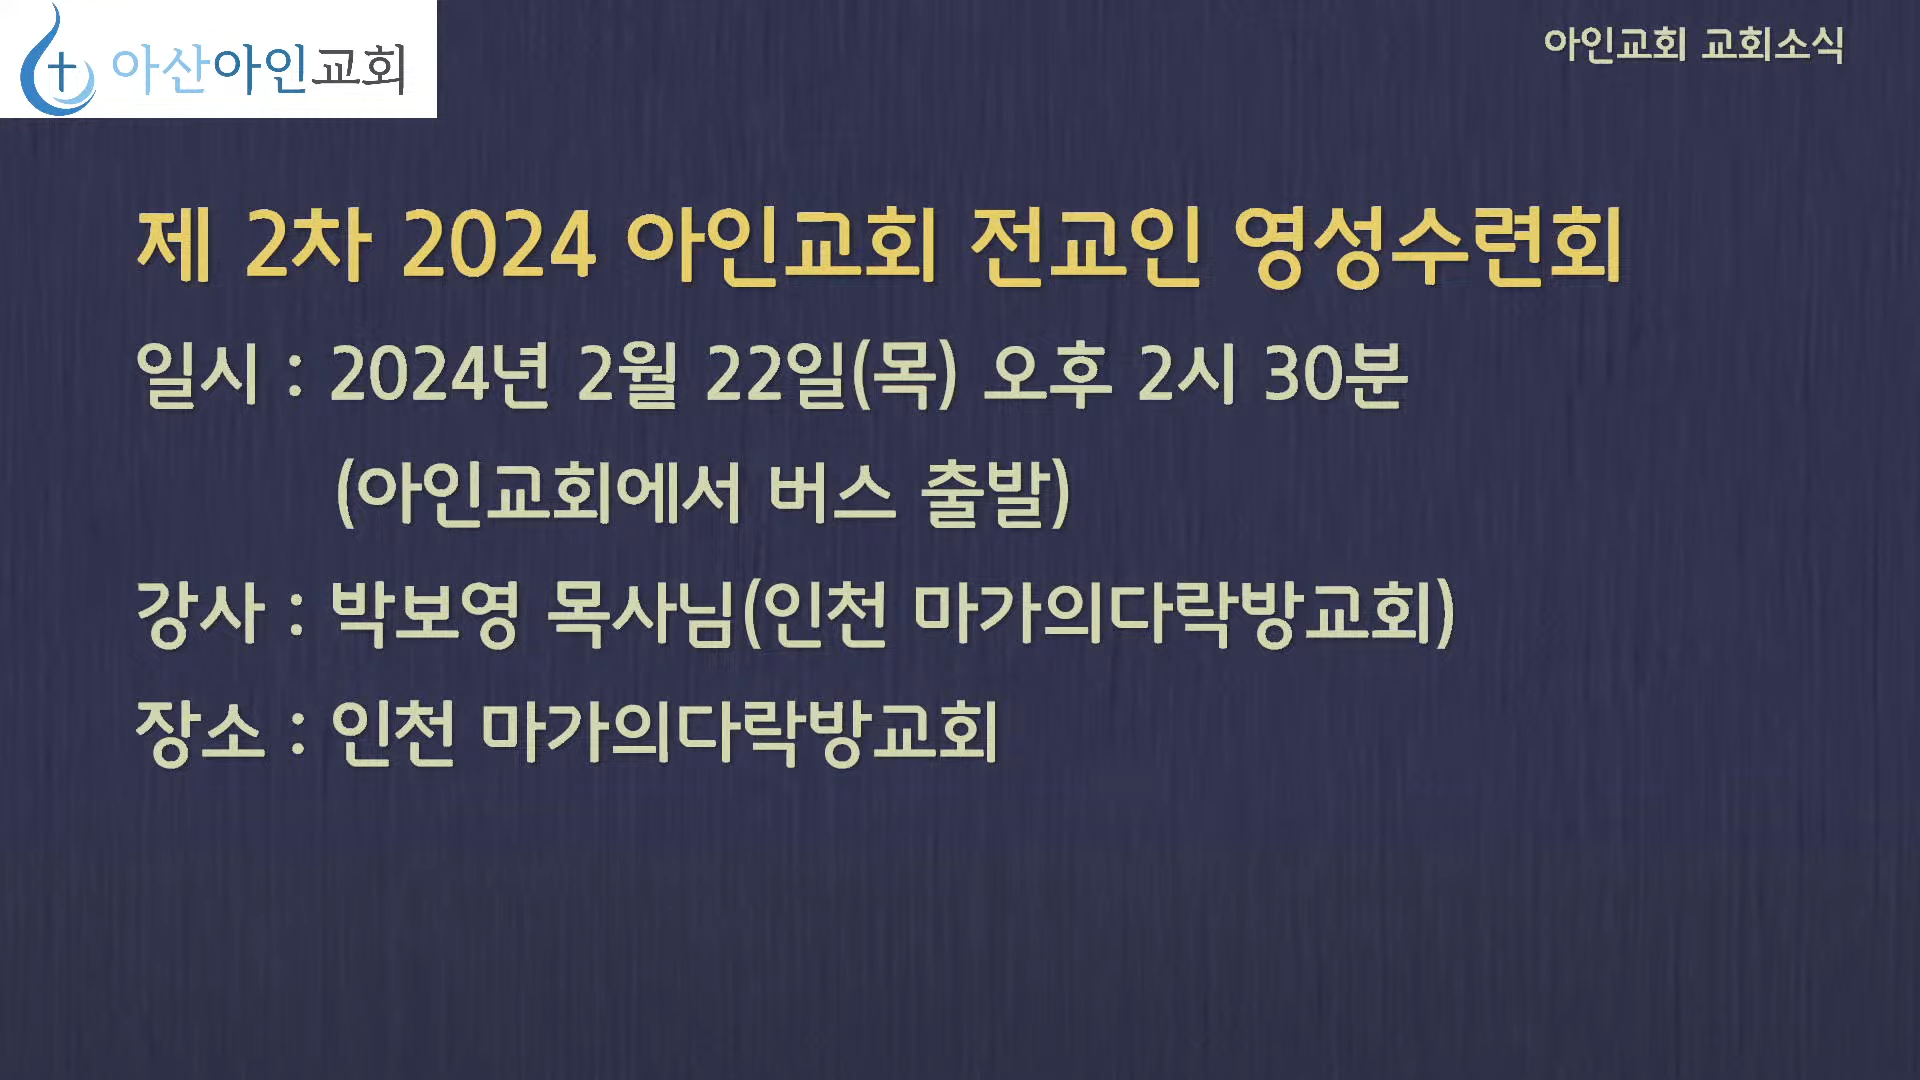 아산아인교회
아인교회 교회소식
제 2차 2024 아인교회 전교인 영성수련회
일시 : 2024년 2월 22일(목) 오후 2시 30분
(아인교회에서 버스 출발)
강사 : 박보영 목사님(인천 마가의다락방교회)
장소 : 인천 마가의다락방교회